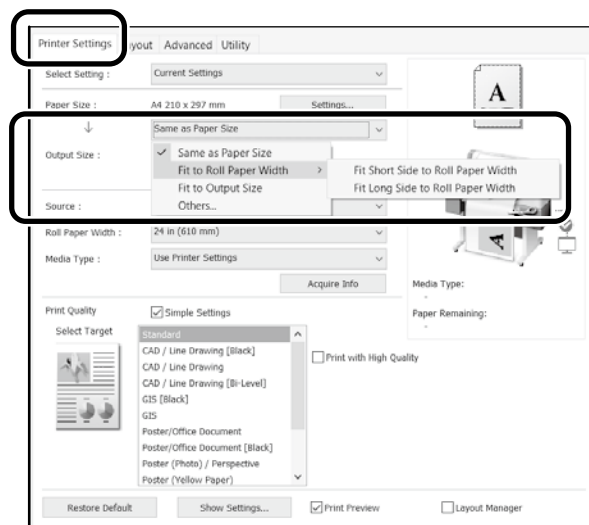 Printer Settings yout Advanced Utility
Select Setting : Current Settings
Paper Size : A4 210 x 297 mm Settings...
Same as Paper Size
Output Size :
Same as Paper Size
Fit to Roll Paper Width Fit Short Side to Roll Paper Width
Fit to Output Size Fit Long Side to Roll Paper Width
Others...
Source :
Roll Paper Width : 24 in (610 mm)
Media Type : Use Printer Settings
Acquire Info
Media Type:
-
Paper Remaining:
-
Print Quality Simple Settings
Select Target
Standard
CAD / Line Drawing [Black]
CAD / Line Drawing
CAD / Line Drawing [Bi-Level]
GIS [Black]
GIS
Poster/Office Document
Poster/Office Document [Black]
Poster (Photo) / Perspective
Poster (Yellow Paper)
Print with High Quality
Restore Default Show Settings... Print Preview Layout Manager
A
A